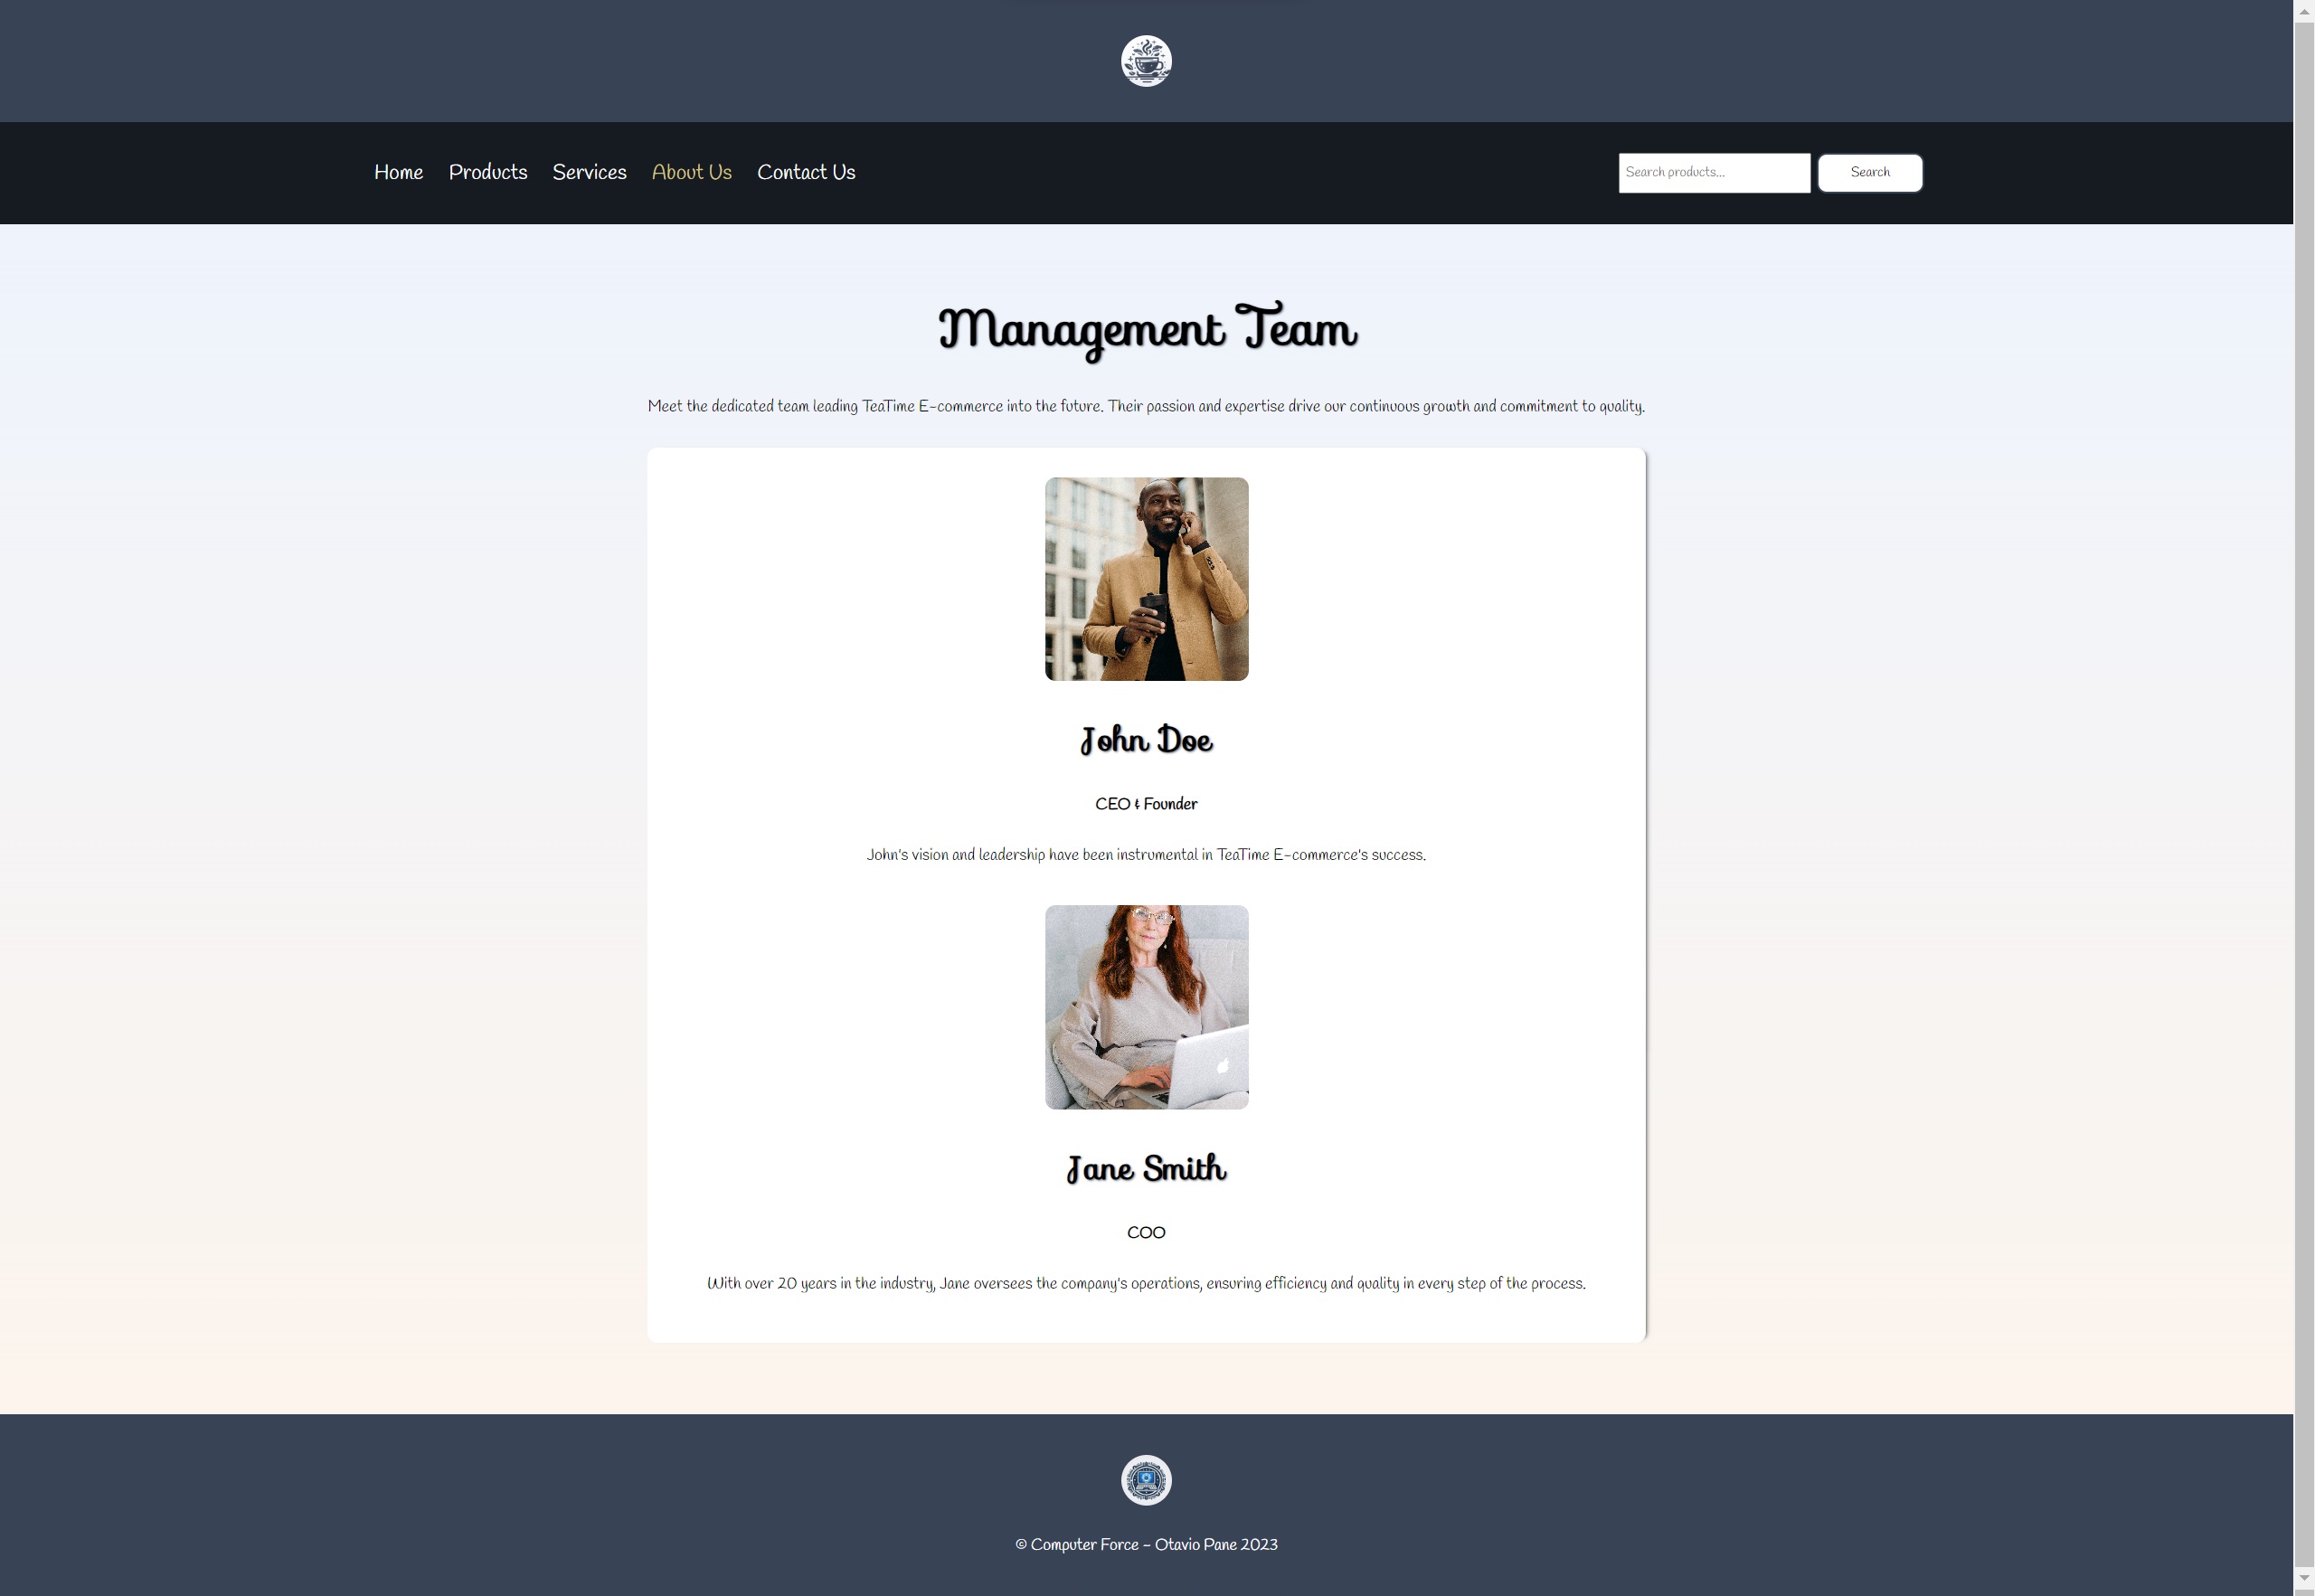 Home Products Services About Us Contact Us
Search products...
Search
Management Team
Meet the dedicated team leading TeaTime E-commerce into the future. Their passion and expertise drive our continuous growth and commitment to quality.
John Doe
CEO & Founder
John's vision and leadership have been instrumental in TeaTime E-commerce's success.
Jane Smith
COO
With over 20 years in the industry, Jane oversees the company's operations, ensuring efficiency and quality in every step of the process.
© Computer Force - Otavio Pane 2023